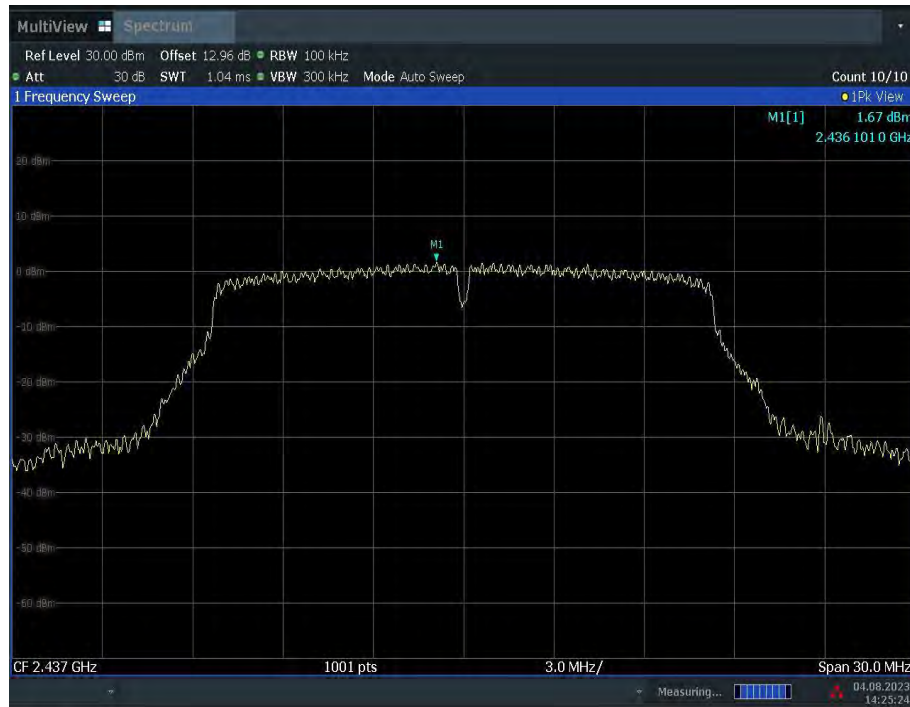 MultiView Spectrum
Ref Level 30.00 dBm Offset 12.96 dB RBW 100 kHz
Att 30 dB SWT 1.04 ms VBW 300 kHz Mode Auto Sweep Count 10/10
1 Frequency Sweep 1Pk View
M1[1] 1.67 dBm
2.436 101 0 GHz
20 dBm
10 dBm
M1
0 dBm
-10 dBm
-20 dBm
-30 dBm
-40 dBm
-50 dBm
-60 dBm
CF 2.437 GHz 1001 pts 3.0 MHz/ Span 30.0 MHz
Measuring... 04.08.2023
14:25:24